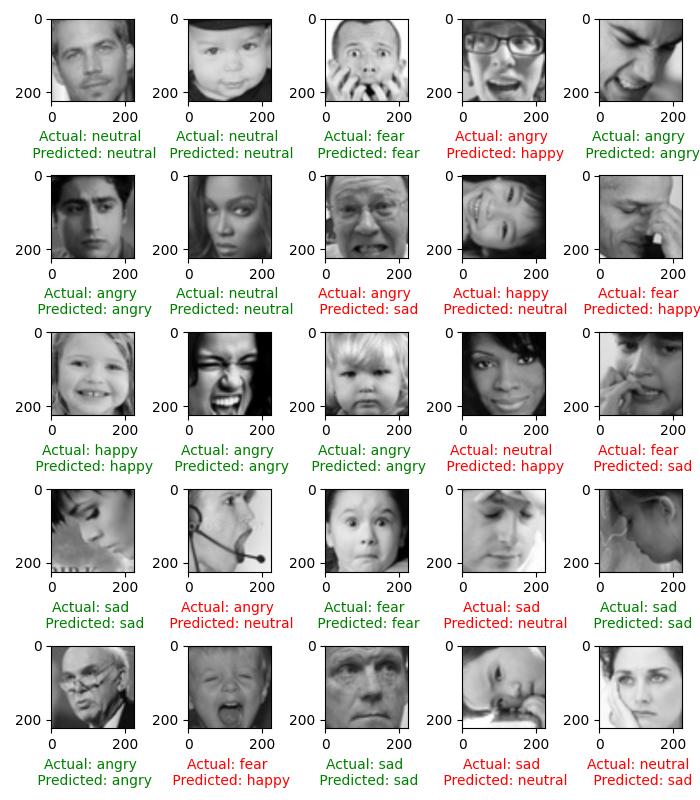 0 0 0 0 0
200 200 200 200 200
0 200 0 200 0 200 0 200 0 200
Actual: neutral Actual: neutral Actual: fear Actual: angry Actual: angry
Predicted: neutral Predicted: neutral Predicted: fear Predicted: happy Predicted: angry
0 0 0 0 0
200 200 200 200 200
0 200 0 200 0 200 0 200 0 200
Actual: angry Actual: neutral Actual: angry Actual: happy Actual: fear
Predicted: angry Predicted: neutral Predicted: sad Predicted: neutral Predicted: happy
0 0 0 0 0
200 200 200 200 200
0 200 0 200 0 200 0 200 0 200
Actual: happy Actual: angry Actual: angry Actual: neutral Actual: fear
Predicted: happy Predicted: angry Predicted: angry Predicted: happy Predicted: sad
0 0 0 0 0
200 200 200 200 200
0 200 0 200 0 200 0 200 0 200
Actual: sad Actual: angry Actual: fear Actual: sad Actual: sad
Predicted: sad Predicted: neutral Predicted: fear Predicted: neutral Predicted: sad
0 0 0 0 0
200 200 200 200 200
0 200 0 200 0 200 0 200 0 200
Actual: angry Actual: fear Actual: sad Actual: sad Actual: neutral
Predicted: angry Predicted: happy Predicted: sad Predicted: neutral Predicted: sad